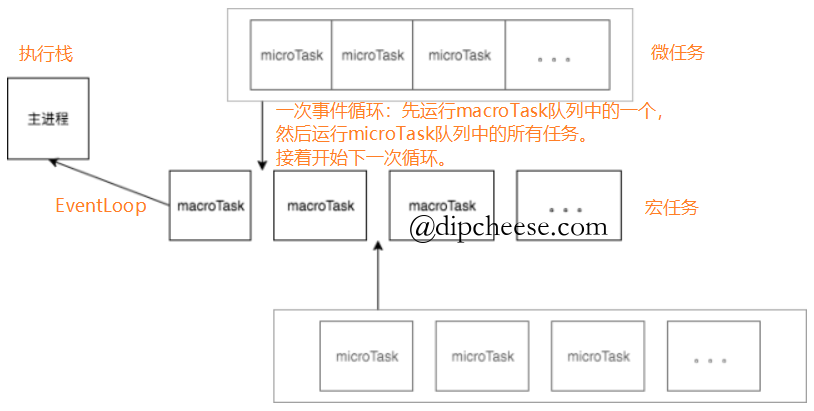 执行栈
microTask microTask microTask 。。。
微任务
主进程
一次事件循环：先运行macroTask队列中的一个，
然后运行microTask队列中的所有任务。
接着开始下一次循环。
EventLoop
macroTask macroTask macroTask 。。。
宏任务
@dipcheese.com
microTask microTask microTask 。。。